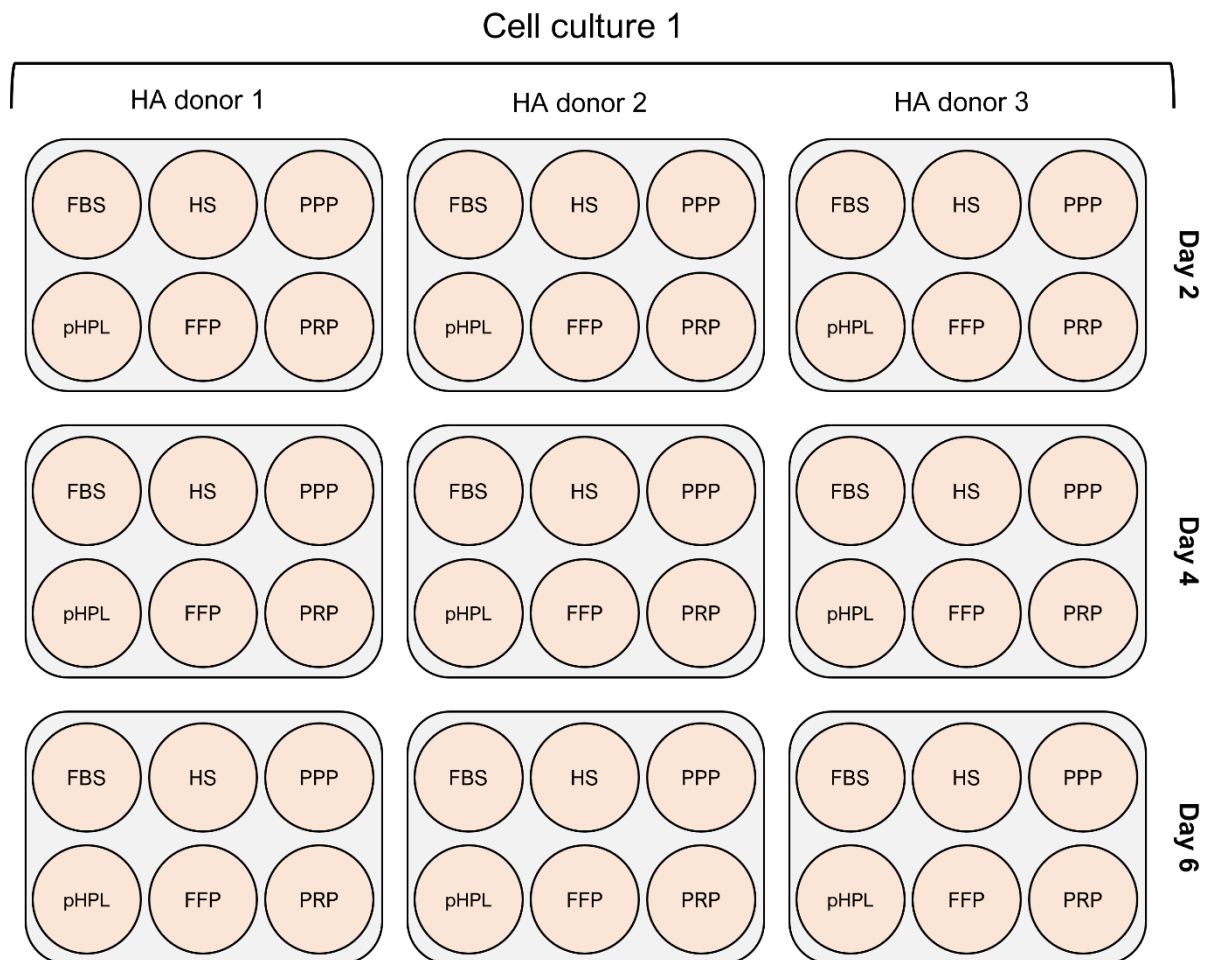 Cell culture 1
HA donor 1 HA donor 2 HA donor 3
FBS HS PPP FBS HS PPP FBS HS PPP
Day 2
pHPL FFP PRP pHPL FFP PRP pHPL FFP PRP
FBS HS PPP FBS HS PPP FBS HS PPP
Day 4
pHPL FFP PRP pHPL FFP PRP pHPL FFP PRP
FBS HS PPP FBS HS PPP FBS HS PPP
Day 6
pHPL FFP PRP pHPL FFP PRP pHPL FFP PRP